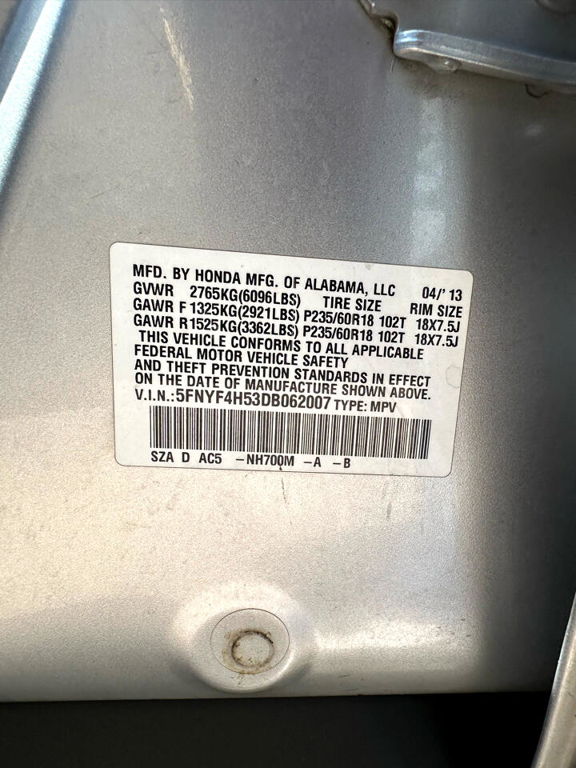 MFD. BY HONDA MFG. OF ALABAMA, LLC 04/'13
GVWR 2765KG(6096LBS) TIRE SIZE RIM SIZE
GAWR F 1325KG(2921LBS) P235/60R18 102T 18X7.5J
GAWR R 1525KG(3362LBS) P235/60R18 102T 18X7.5J
THIS VEHICLE CONFORMS TO ALL APPLICABLE
FEDERAL MOTOR VEHICLE SAFETY
AND THEFT PREVENTION STANDARDS IN EFFECT
ON THE DATE OF MANUFACTURE SHOWN ABOVE.
V.I.N.:5FNYF4H53DB062007 TYPE: MPV
SZA D AC5 -NH700M -A -B